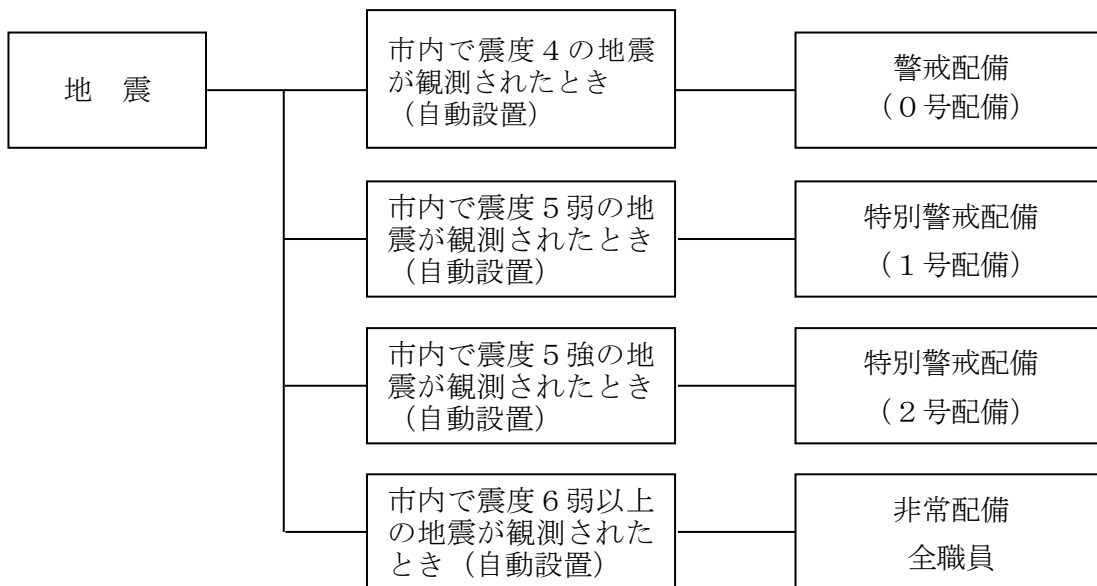 地　震
市内で震度４の地震
が観測されたとき
（自動設置）
警戒配備
（０号配備）
市内で震度５弱の地
震が観測されたとき
（自動設置）
特別警戒配備
（１号配備）
市内で震度５強の地
震が観測されたとき
（自動設置）
特別警戒配備
（２号配備）
市内で震度６弱以上
の地震が観測された
とき（自動設置）
非常配備
全職員